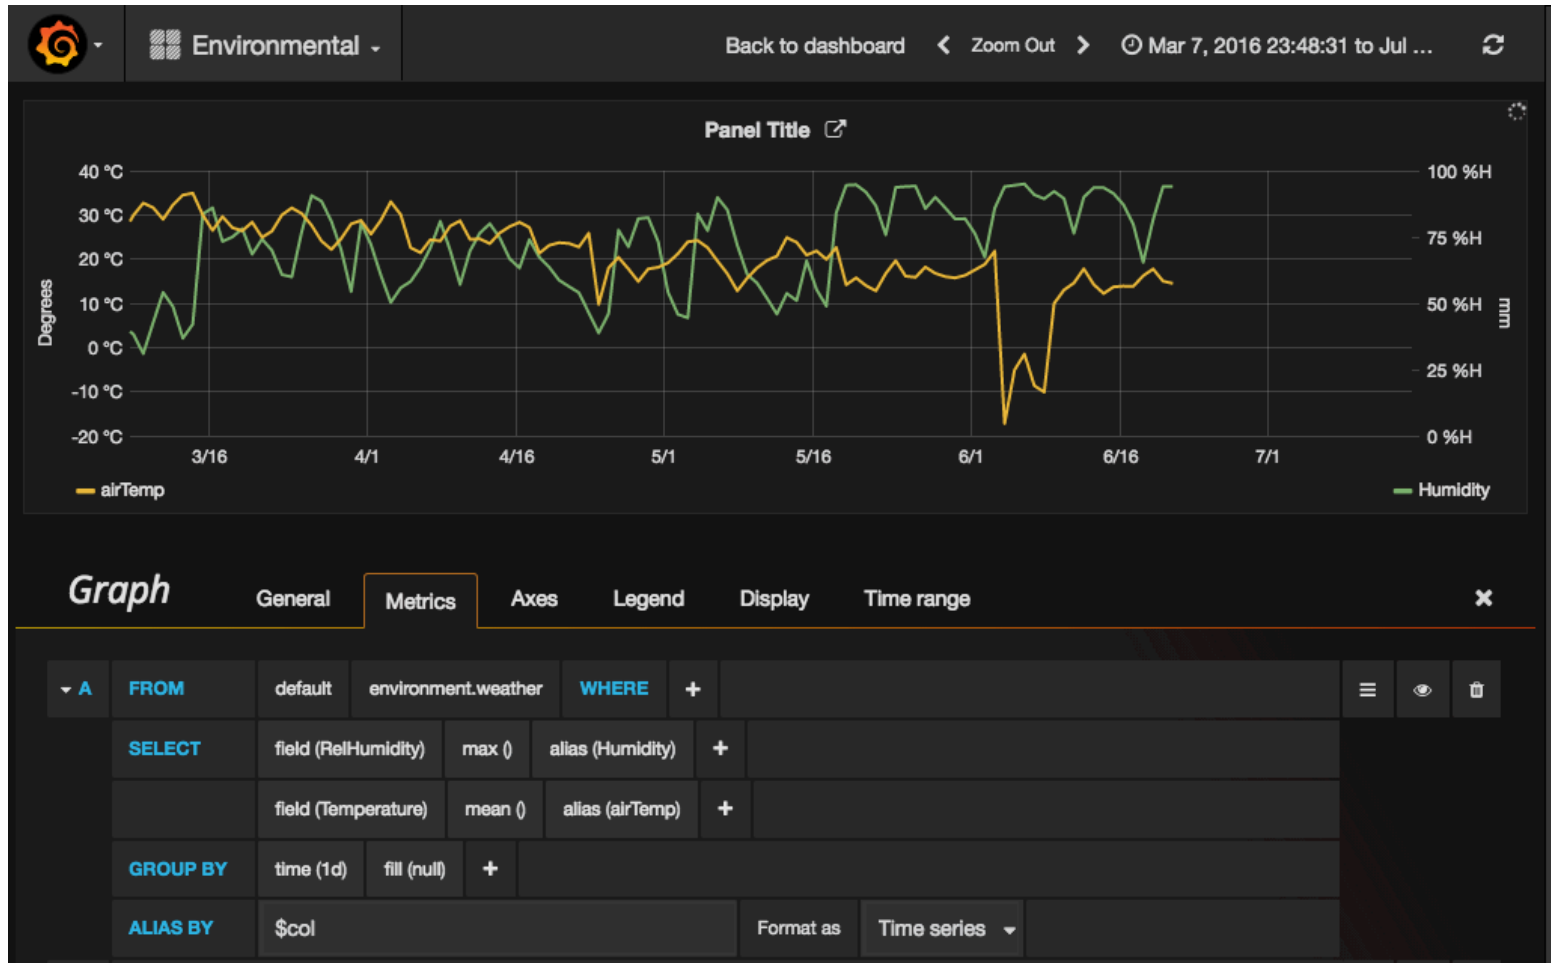 Environmental Back to dashboard Zoom Out Mar 7, 2016 23:48:31 to Jul ...
Panel Title
40 °C 100 %H
30 °C
75 %H
20 °C
Degrees
10 °C 50 %H
mm
0 °C
25 %H
-10 °C
-20 °C 0 %H
3/16 4/1 4/16 5/1 5/16 6/1 6/16 7/1
airTemp Humidity
Graph General Metrics Axes Legend Display Time range
A FROM default environment.weather WHERE +
SELECT field (RelHumidity) max () alias (Humidity) +
field (Temperature) mean () alias (airTemp) +
GROUP BY time (1d) fill (null) +
ALIAS BY $col Format as Time series